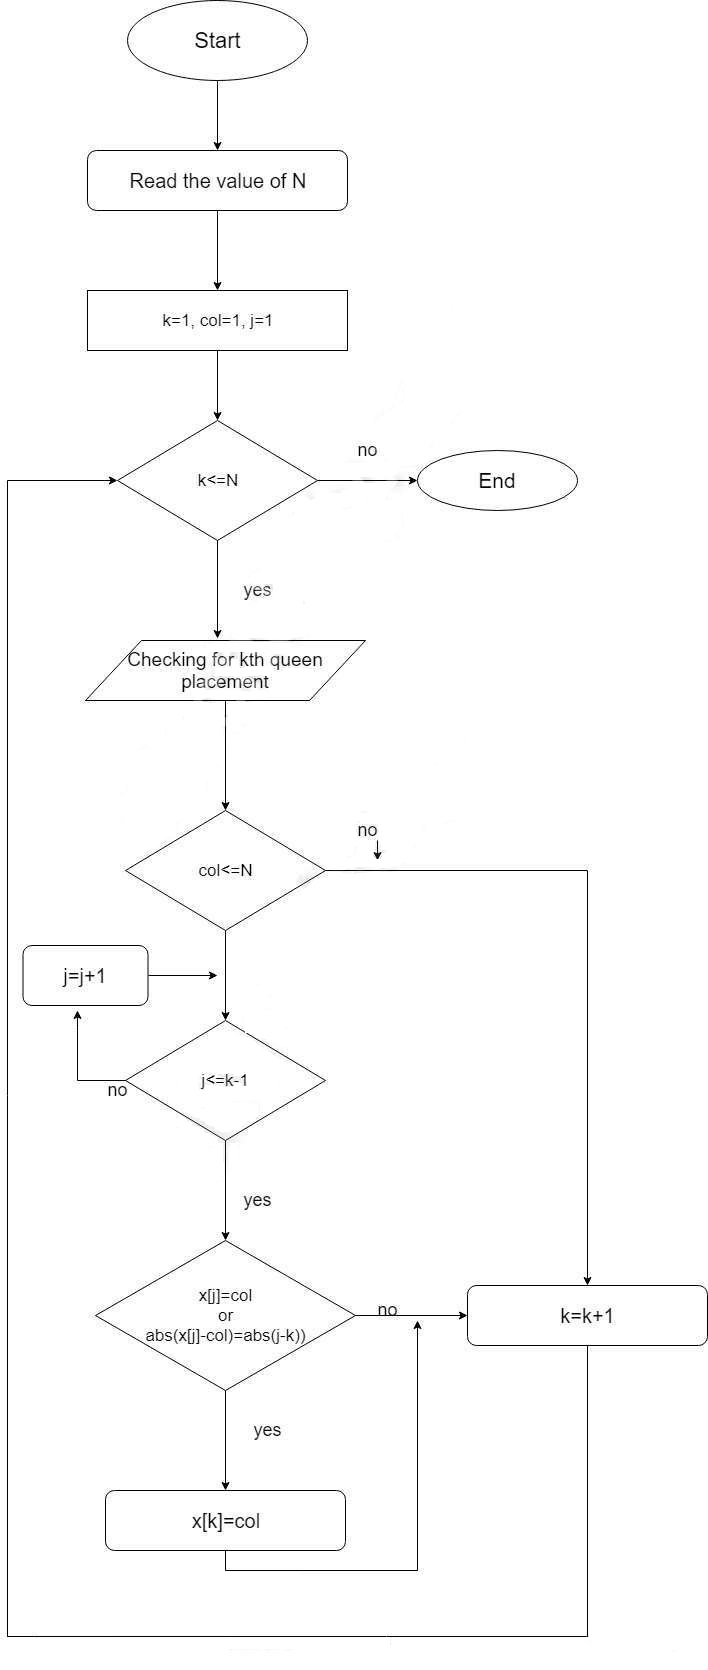 Start
Read the value of N
k=1, col=1, j=1
k<=N
no
End
yes
Checking for kth queen
placement
col<=N
no
j=j+1
j<=k-1
no
yes
x[j]=col
or
abs(x[j]-col)=abs(j-k))
no
k=k+1
yes
x[k]=col